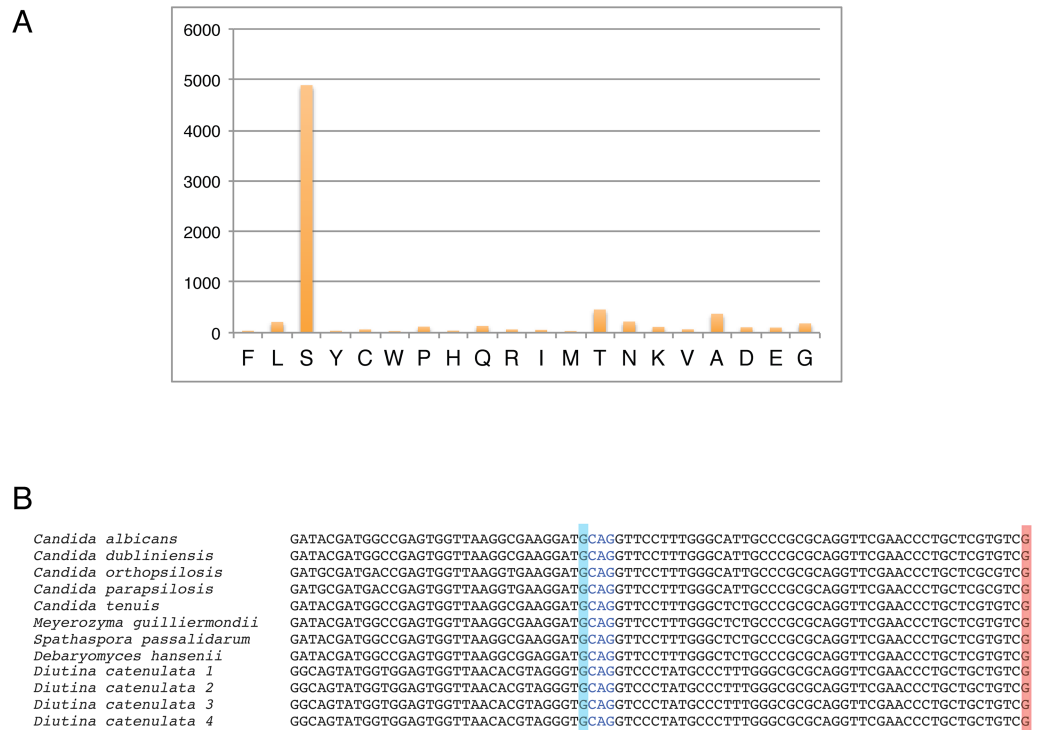 A
6000
5000
4000
3000
2000
1000
0
F L S Y C W P H Q R I M T N K V A D E G
B
Candida albicans GATACGATGGCCGAGTGGTTAAGGCGAAGGATGCAGGTTCCTTTGGGCATTGCCCGCGCAGGTTCGAACCCTGCTCGTGTCG
Candida dubliniensis GATACGATGGCCGAGTGGTTAAGGCGAAGGATGCAGGTTCCTTTGGGCATTGCCCGCGCAGGTTCGAACCCTGCTCGTGTCG
Candida orthopsilosis GATGCGATGACCGAGTGGTTAAGGTGAAGGATGCAGGTTCCTTTGGGCATTGCCCGCGCAGGTTCGAACCCTGCTCGCGTCG
Candida parapsilosis GATGCGATGACCGAGTGGTTAAGGTGAAGGATGCAGGTTCCTTTGGGCATTGCCCGCGCAGGTTCGAACCCTGCTCGCGTCG
Candida tenuis GATACGATGGCCGAGTGGTTAAGGCGAAGGATGCAGGTTCCTTTGGGCTCTGCCCGCGCAGGTTCGAACCCTGCTCGTGTCG
Meyerozyma guilliermondii GATACGATGGCCGAGTGGTTAAGGCGAAGGATGCAGGTTCCTTTGGGCTCTGCCCGCGCAGGTTCGAACCCTGCTCGTGTCG
Spathaspora passalidarum GATACGATGGCCGAGTGGTTAAGGCGAAGGATGCAGGTTCCTTTGGGCTCTGCCCGCGCAGGTTCGAACCCTGCTCGTGTCG
Debaryomyces hansenii GATACGATGGCCGAGTGGTTAAGGCGGAGGATGCAGGTTCCTTTGGGCTCTGCCCGCGCAGGTTCGAACCCTGCTCGTGTCG
Diutina catenulata 1 GGCAGTATGGTGGAGTGGTTAACACGTAGGGTGCAGGTCCCTATGCCCTTTGGGCGCGCAGGTTCGAACCCTGCTGCTGTCG
Diutina catenulata 2 GGCAGTATGGTGGAGTGGTTAACACGTAGGGTGCAGGTCCCTATGCCCTTTGGGCGCGCAGGTTCGAACCCTGCTGCTGTCG
Diutina catenulata 3 GGCAGTATGGTGGAGTGGTTAACACGTAGGGTGCAGGTCCCTATGCCCTTTGGGCGCGCAGGTTCGAACCCTGCTGCTGTCG
Diutina catenulata 4 GGCAGTATGGTGGAGTGGTTAACACGTAGGGTGCAGGTCCCTATGCCCTTTGGGCGCGCAGGTTCGAACCCTGCTGCTGTCG